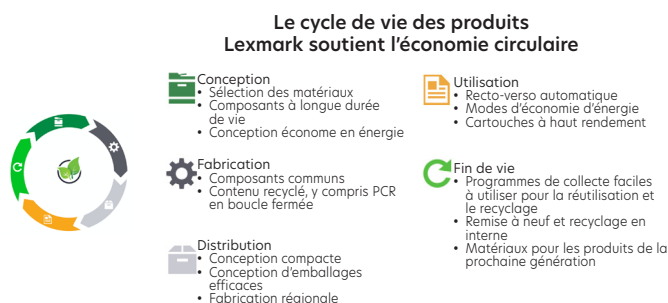 Le cycle de vie des produits
Lexmark soutient l'économie circulaire
Conception
• Sélection des matériaux
• Composants à longue durée
de vie
• Conception économe en énergie
Fabrication
• Composants communs
• Contenu recyclé, y compris PCR
en boucle fermée
Distribution
• Conception compacte
• Conception d'emballages
efficaces
• Fabrication régionale
Utilisation
• Recto-verso automatique
• Modes d'économie d'énergie
• Cartouches à haut rendement
Fin de vie
• Programmes de collecte faciles
à utiliser pour la réutilisation et
le recyclage
• Remise à neuf et recyclage en
interne
• Matériaux pour les produits de la
prochaine génération